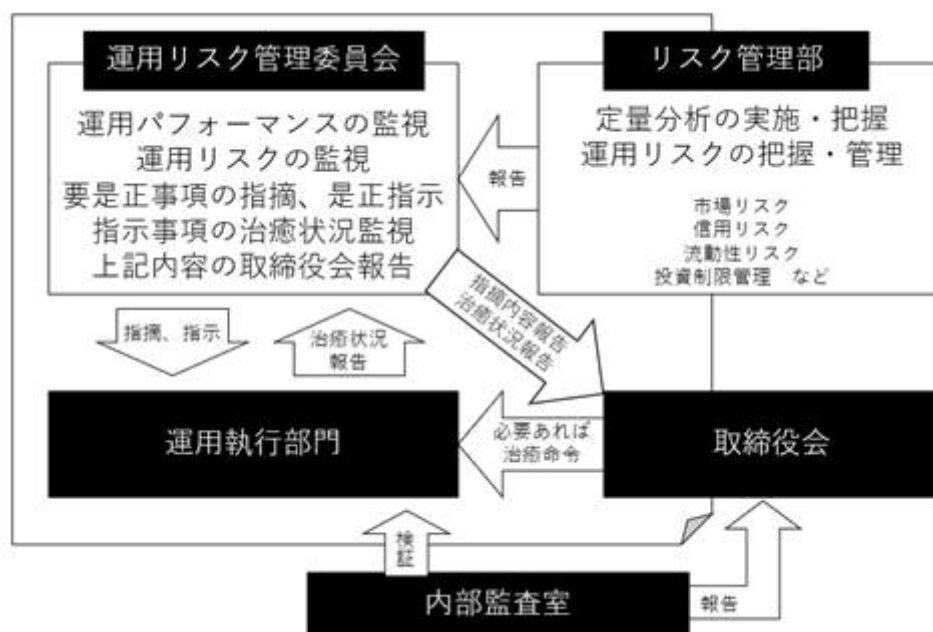 運用リスク管理委員会
運用パフォーマンスの監視
運用リスクの監視
要是正事項の指摘、是正指示
指示事項の治癒状況監視
上記内容の取締役会報告
リスク管理部
定量分析の実施・把握
運用リスクの把握・管理
市場リスク
信用リスク
流動性リスク
投資制限管理　など
報告
指摘内容報告
治癒状況報告
指摘、指示
治癒状況
報告
運用執行部門
必要あれば
治癒命令
取締役会
検証
内部監査室
報告